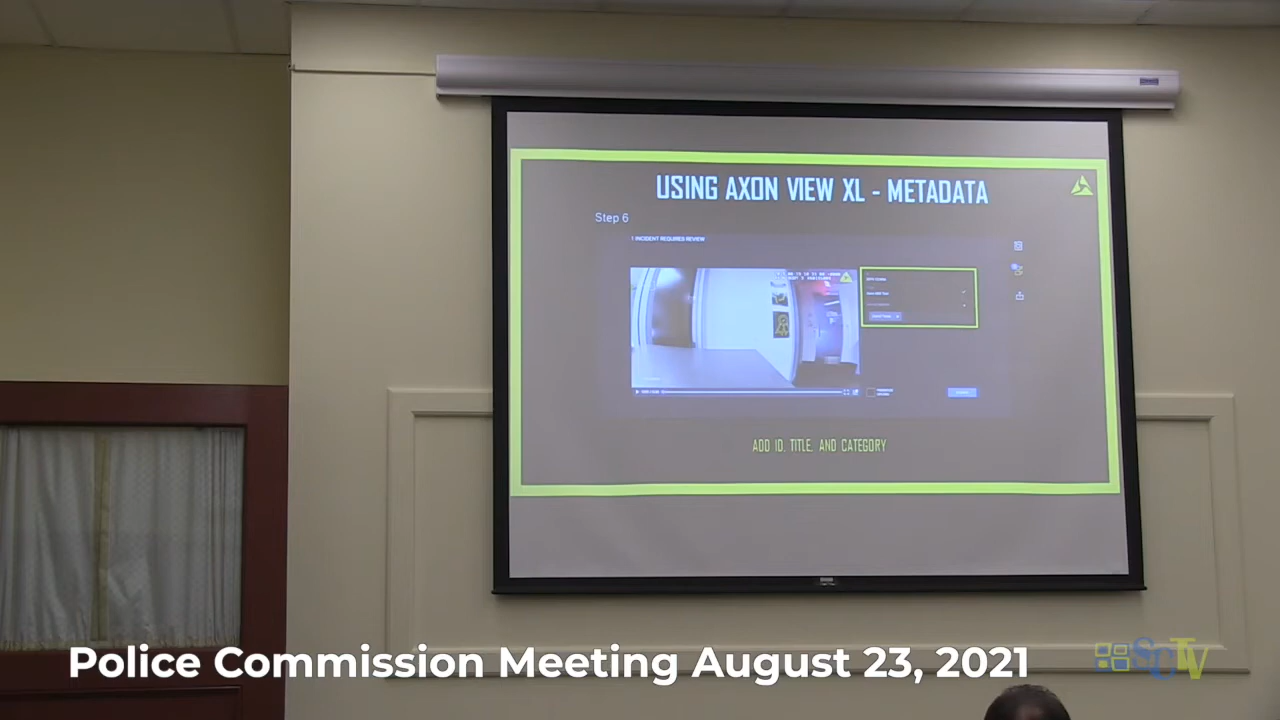 USING AXON VIEW XL - METADATA
Step 6
1 INCIDENT REQUIRED REVIEW
ADD ID, TITLE, AND CATEGORY
Police Commission Meeting August 23, 2021
SCTV